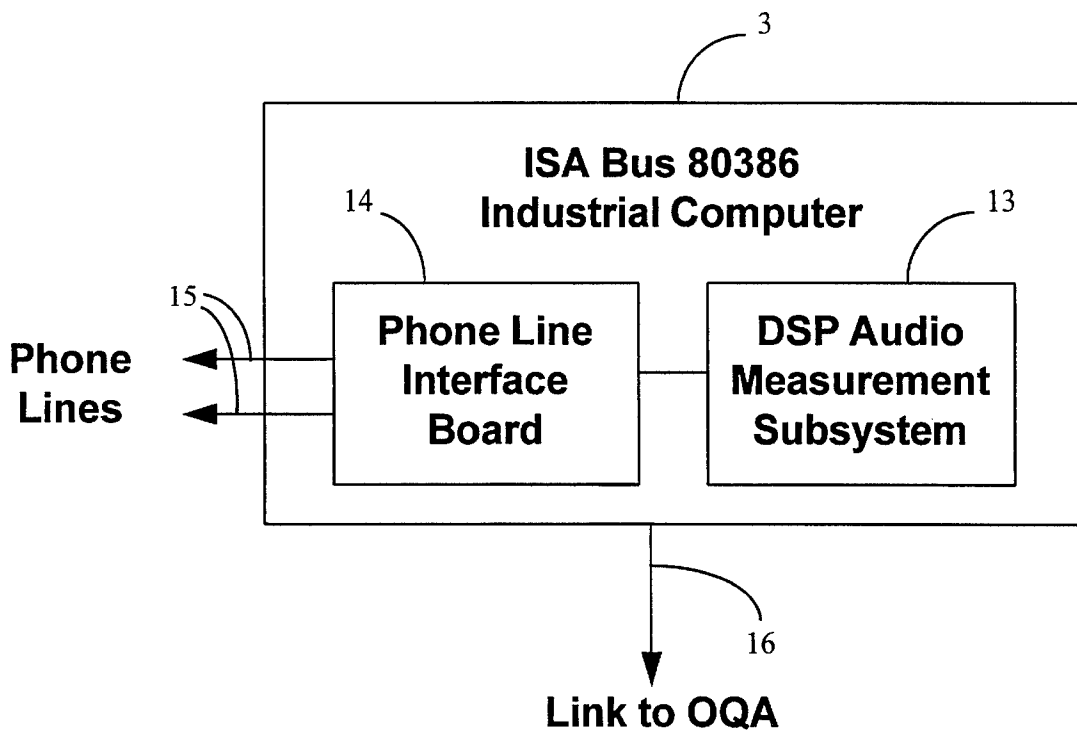 3
ISA Bus 80386
Industrial Computer
14
13
15
Phone
Lines
Phone Line
Interface
Board
DSP Audio
Measurement
Subsystem
16
Link to OQA